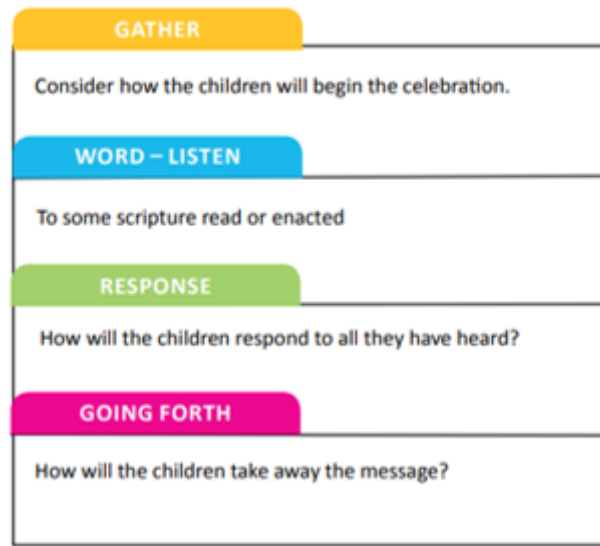 GATHER
Consider how the children will begin the celebration.
WORD – LISTEN
To some scripture read or enacted
RESPONSE
How will the children respond to all they have heard?
GOING FORTH
How will the children take away the message?